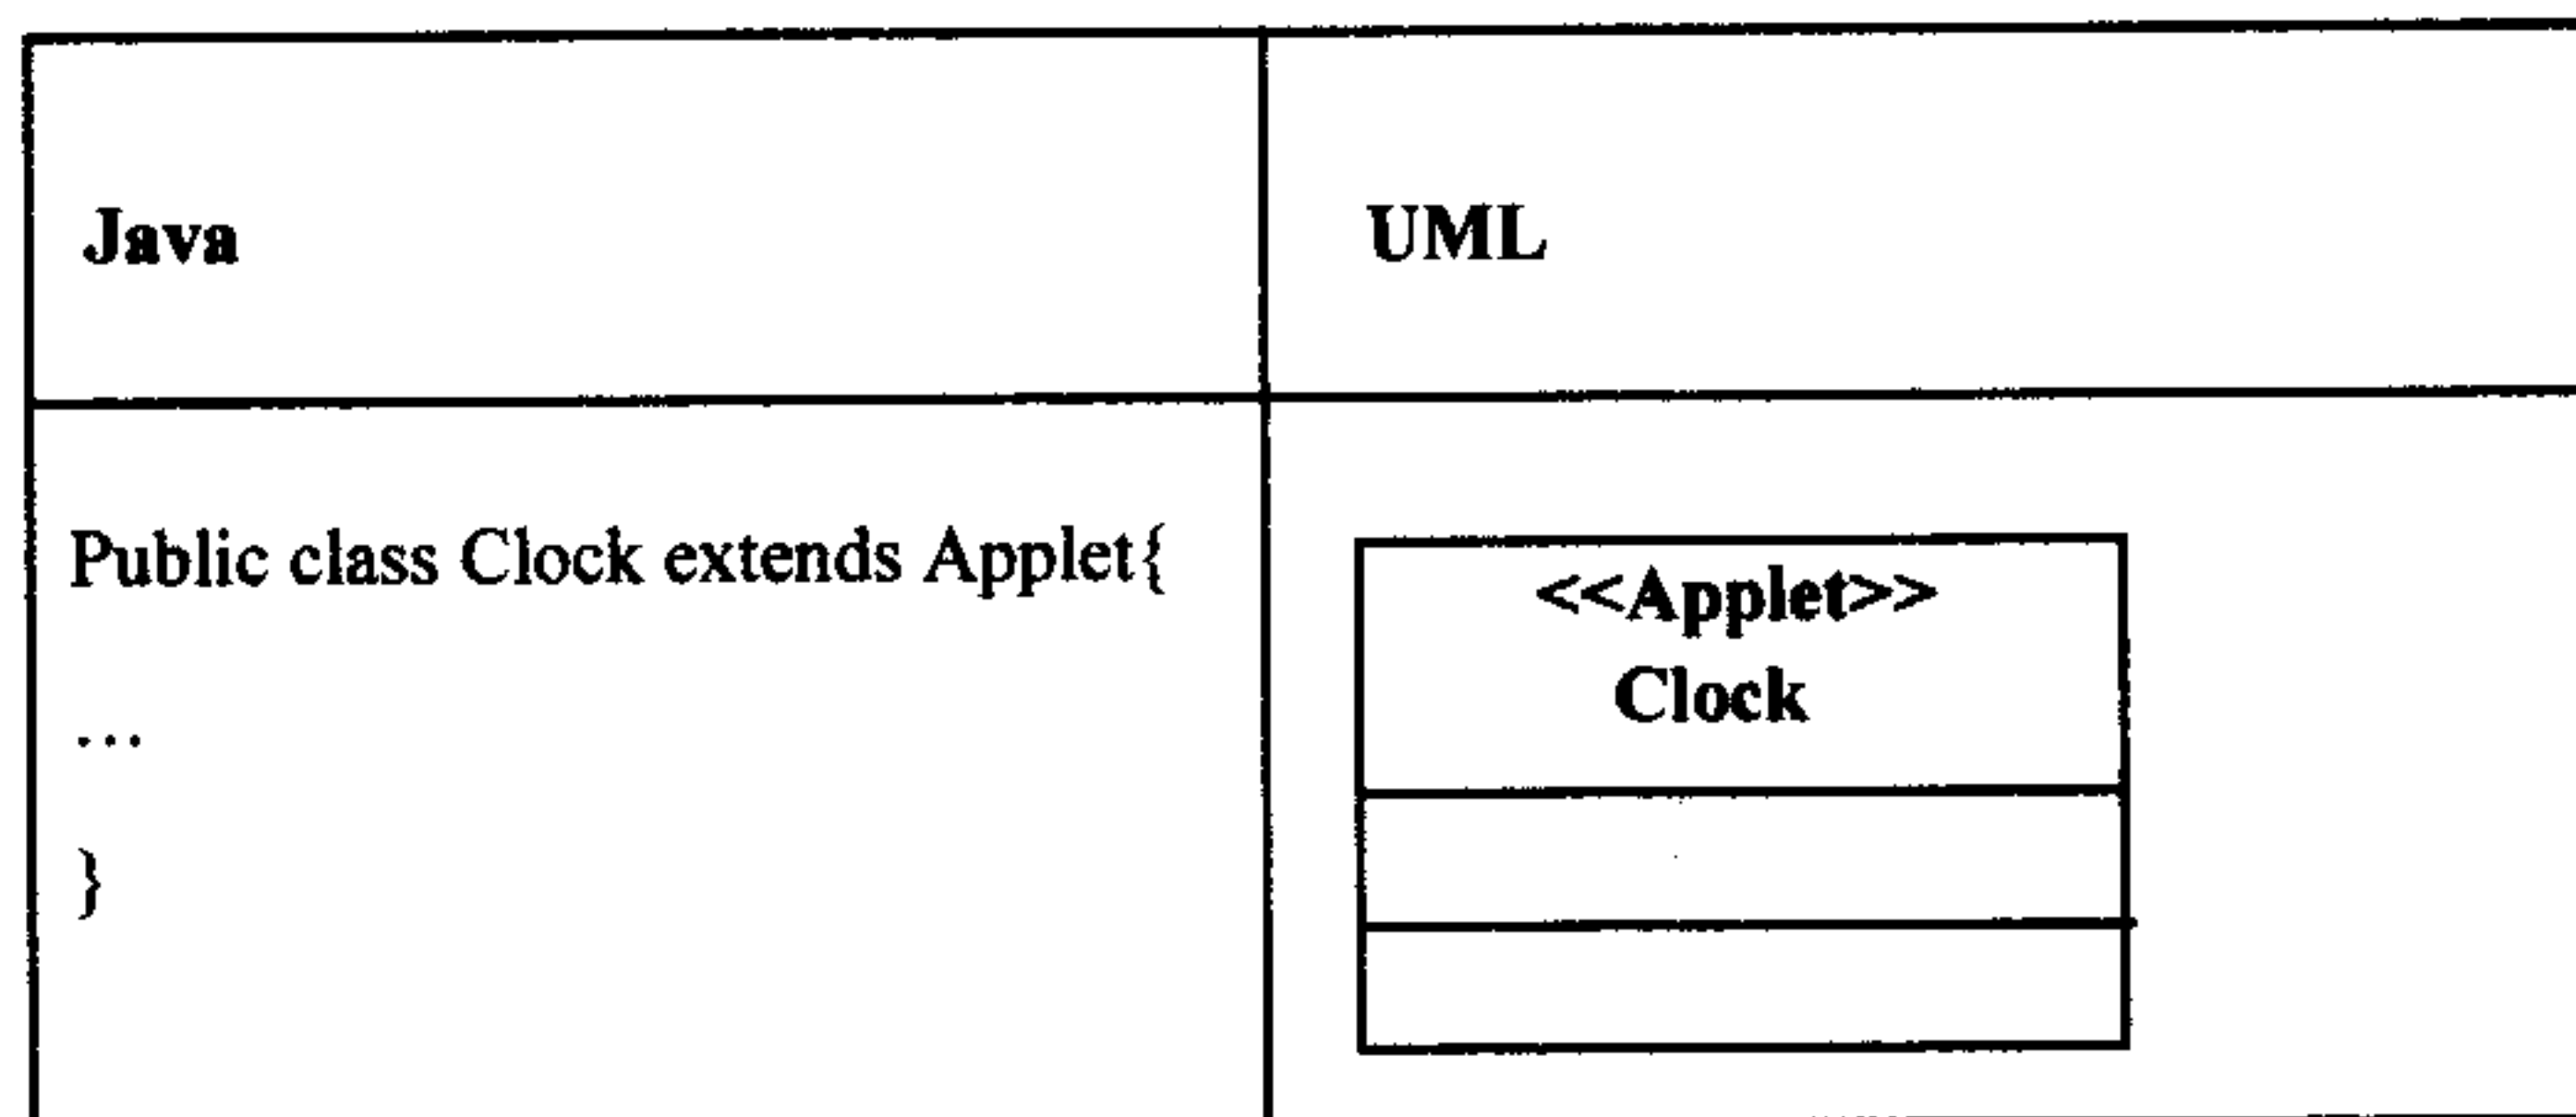 Java
UML
Public class Clock extends Applet{
...
}
<<Applet>>
Clock